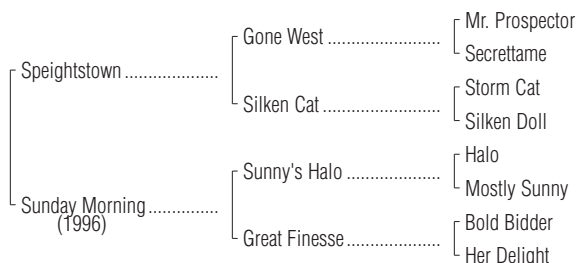 Mr. Prospector
Gone West ........................
Secrettame
Speightstown ....................
Storm Cat
Silken Cat .........................
Silken Doll
Halo
Sunny's Halo ....................
Mostly Sunny
Sunday Morning ...............
(1996)
Bold Bidder
Great Finesse ....................
Her Delight